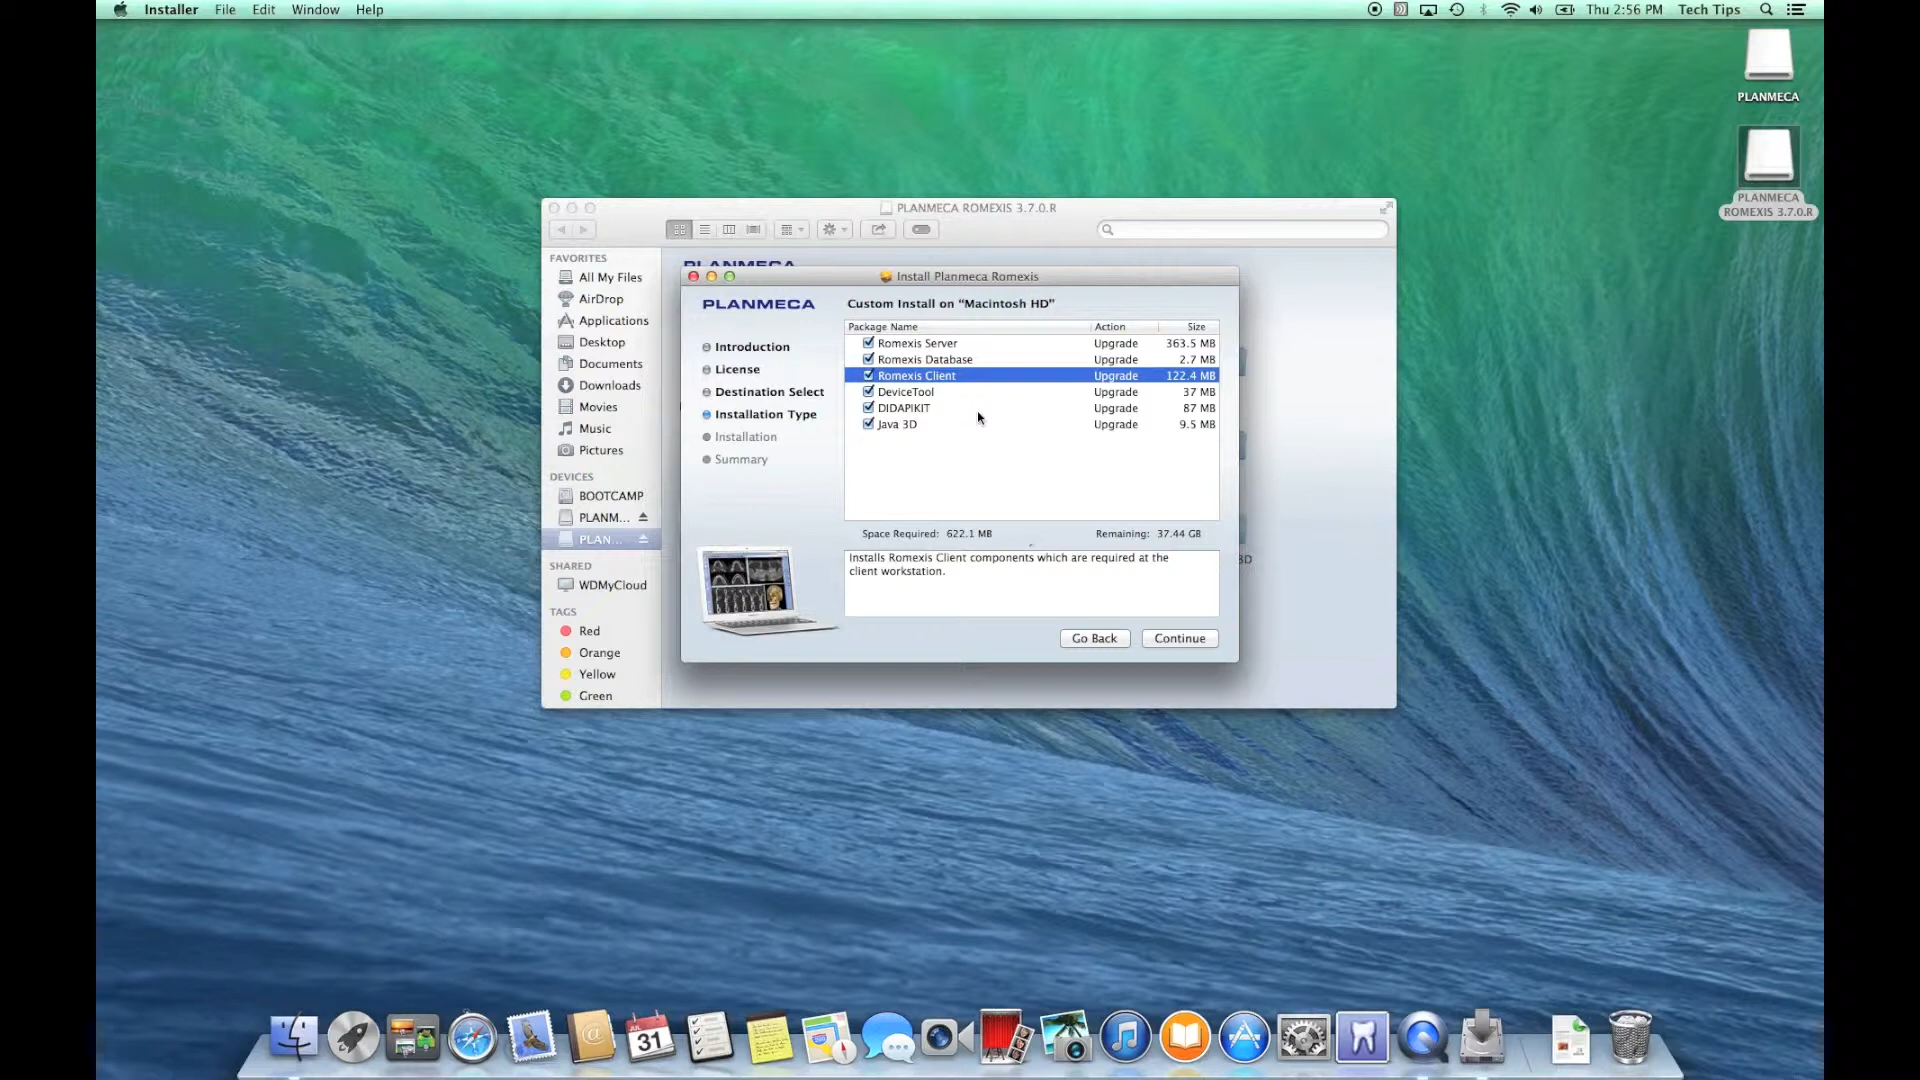 Installer File Edit Window Help Thu 2:56 PM Tech Tips
PLANMECA
PLANMECA
ROMEXIS 3.7.0.R
PLANMECA ROMEXIS 3.7.0.R
FAVORITES
All My Files
AirDrop
Applications
Desktop
Documents
Downloads
Movies
Music
Pictures
DEVICES
BOOTCAMP
PLANM...
PLAN...
SHARED
WDMyCloud
TAGS
Red
Orange
Yellow
Green
PLANMECA
Install Planmeca Romexis
PLANMECA
Introduction
License
Destination Select
Installation Type
Installation
Summary
Custom Install on “Macintosh HD”
Package Name Action Size
Romexis Server Upgrade 363.5 MB
Romexis Database Upgrade 2.7 MB
Romexis Client Upgrade 122.4 MB
DeviceTool Upgrade 37 MB
DIDAPIKIT Upgrade 87 MB
Java 3D Upgrade 9.5 MB
Space Required: 622.1 MB Remaining: 37.44 GB
Installs Romexis Client components which are required at the
client workstation.
Go Back Continue
3D
JUL
31